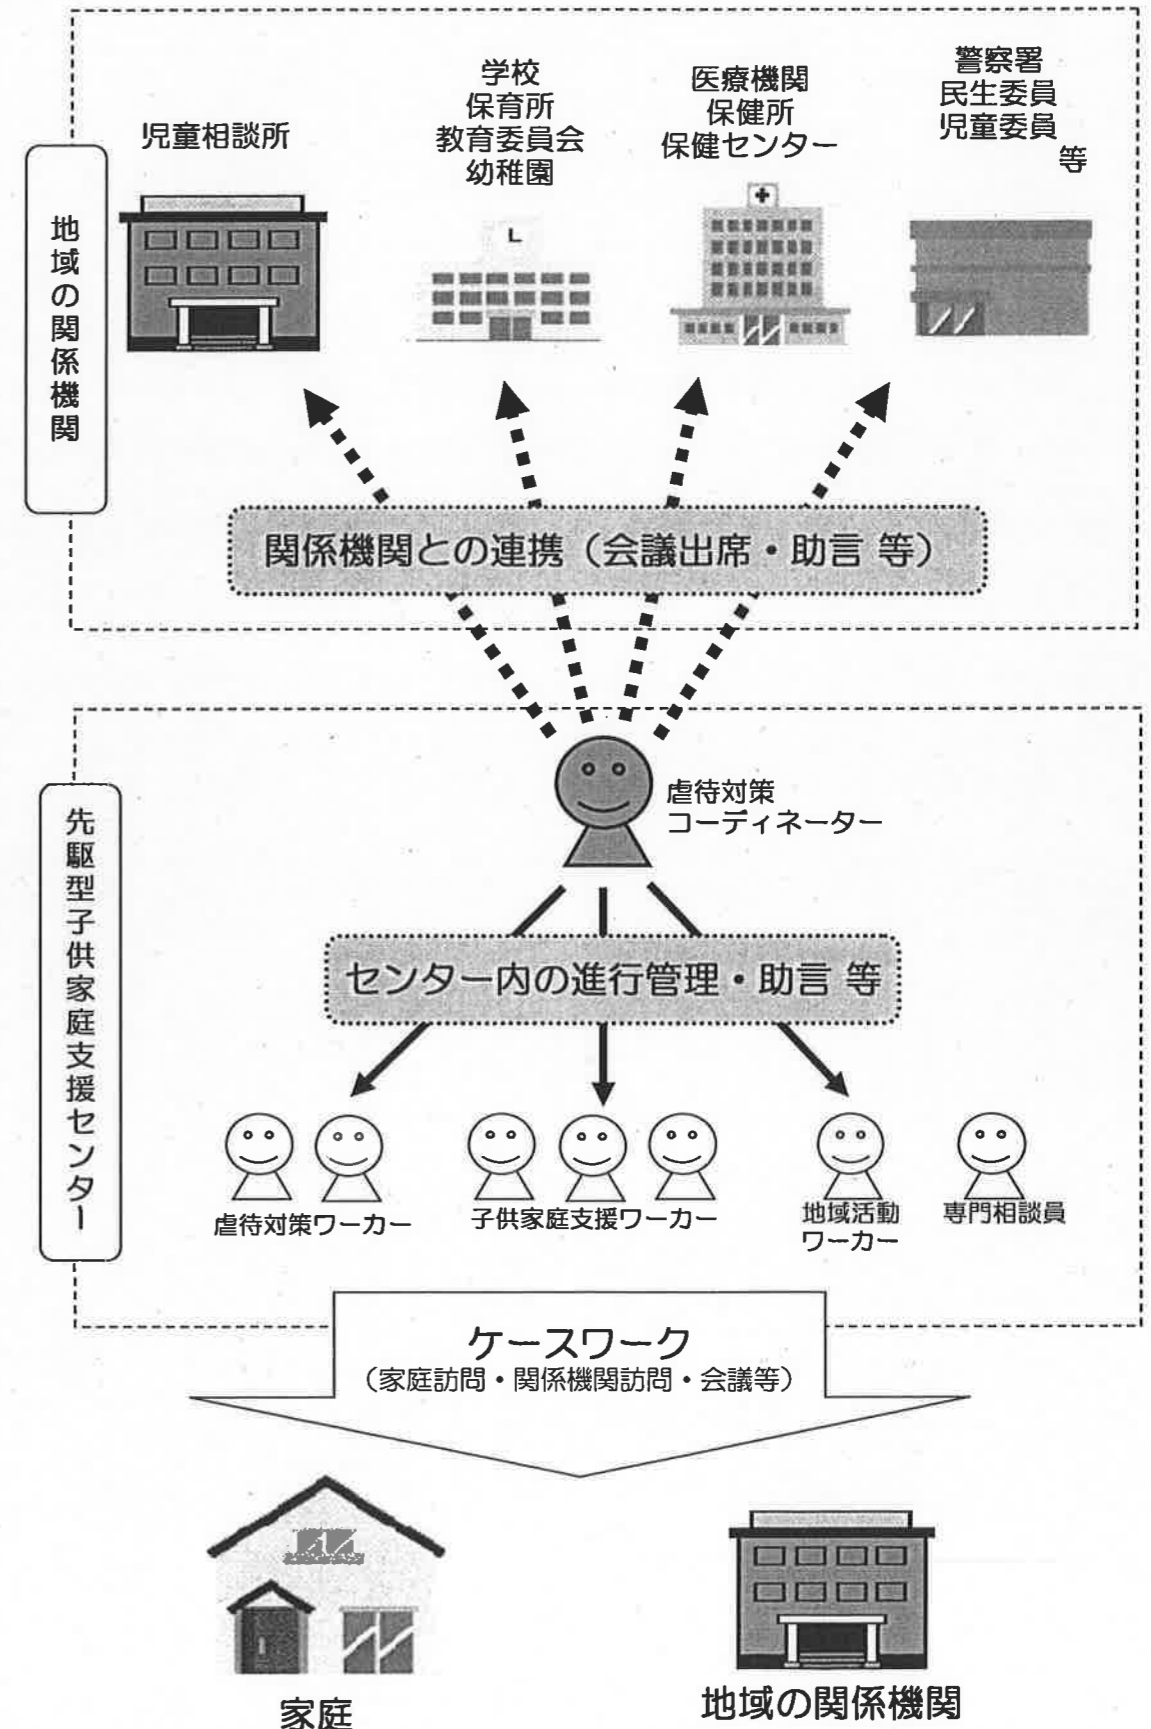 児童相談所
学校
保育所
教育委員会
幼稚園
医療機関
保健所
保健センター
警察署
民生委員
児童委員
等
地域の関係機関
L
関係機関との連携（会議出席・助言 等）
虐待対策
コーディネーター
先駆型子供家庭支援センター
センター内の進行管理・助言 等
虐待対策ワーカー
子供家庭支援ワーカー
地域活動
ワーカー
専門相談員
ケースワーク
（家庭訪問・関係機関訪問・会議等）
家庭
地域の関係機関